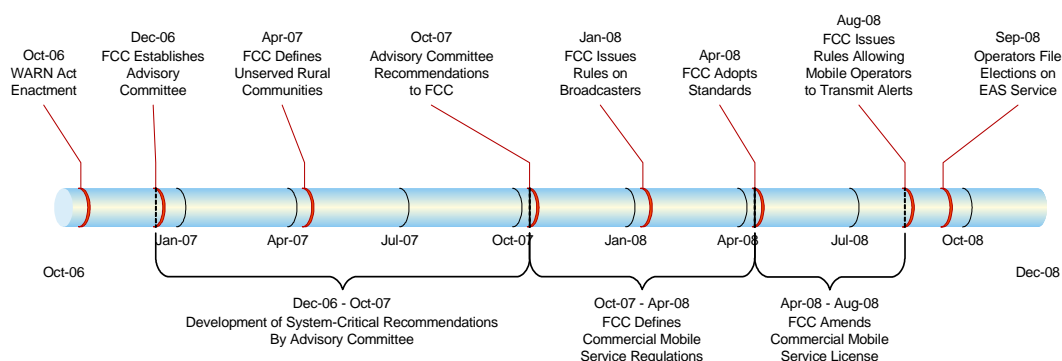 Oct-06
WARN Act
Enactment
Dec-06
FCC Establishes
Advisory
Committee
Apr-07
FCC Defines
Unserved Rural
Communities
Oct-07
Advisory Committee
Recommendations
to FCC
Jan-08
FCC Issues
Rules on
Broadcasters
Apr-08
FCC Adopts
Standards
Aug-08
FCC Issues
Rules Allowing
Mobile Operators
to Transmit Alerts
Sep-08
Operators File
Elections on
EAS Service
Jan-07
Apr-07
Jul-07
Oct-07
Jan-08
Apr-08
Jul-08
Oct-08
Oct-06
Dec-08
Dec-06 - Oct-07
Development of System-Critical Recommendations
By Advisory Committee
Oct-07 - Apr-08
FCC Defines
Commercial Mobile
Service Regulations
Apr-08 - Aug-08
FCC Amends
Commercial Mobile
Service License